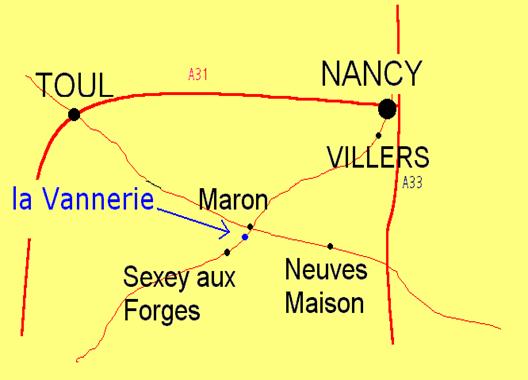 NANCY
A31
TOUL
VILLERS
A33
la Vannerie
Maron
Sexey aux
Forges
Neuves
Maison